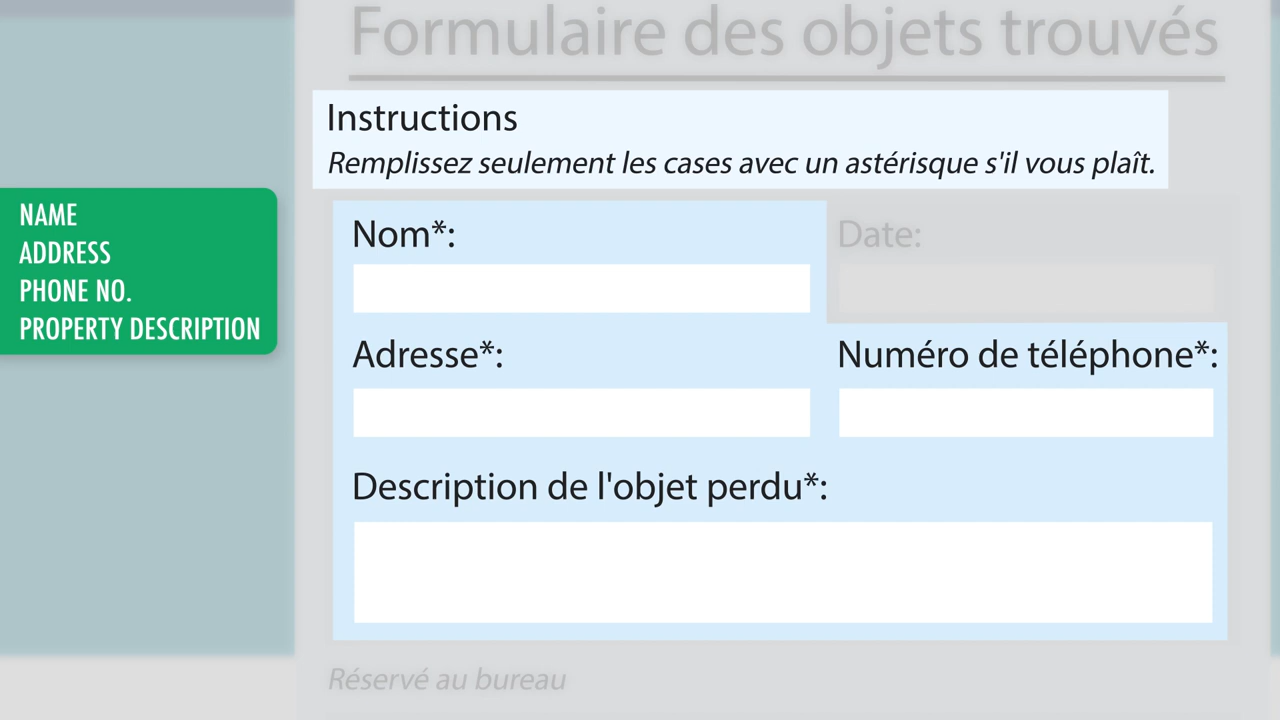 Formulaire des objets trouvés
Instructions
Remplissez seulement les cases avec un astérisque s'il vous plaît.
NAME
ADDRESS
PHONE NO.
PROPERTY DESCRIPTION
Nom*:
Date:
Adresse*:
Numéro de téléphone*:
Description de l'objet perdu*:
Réservé au bureau